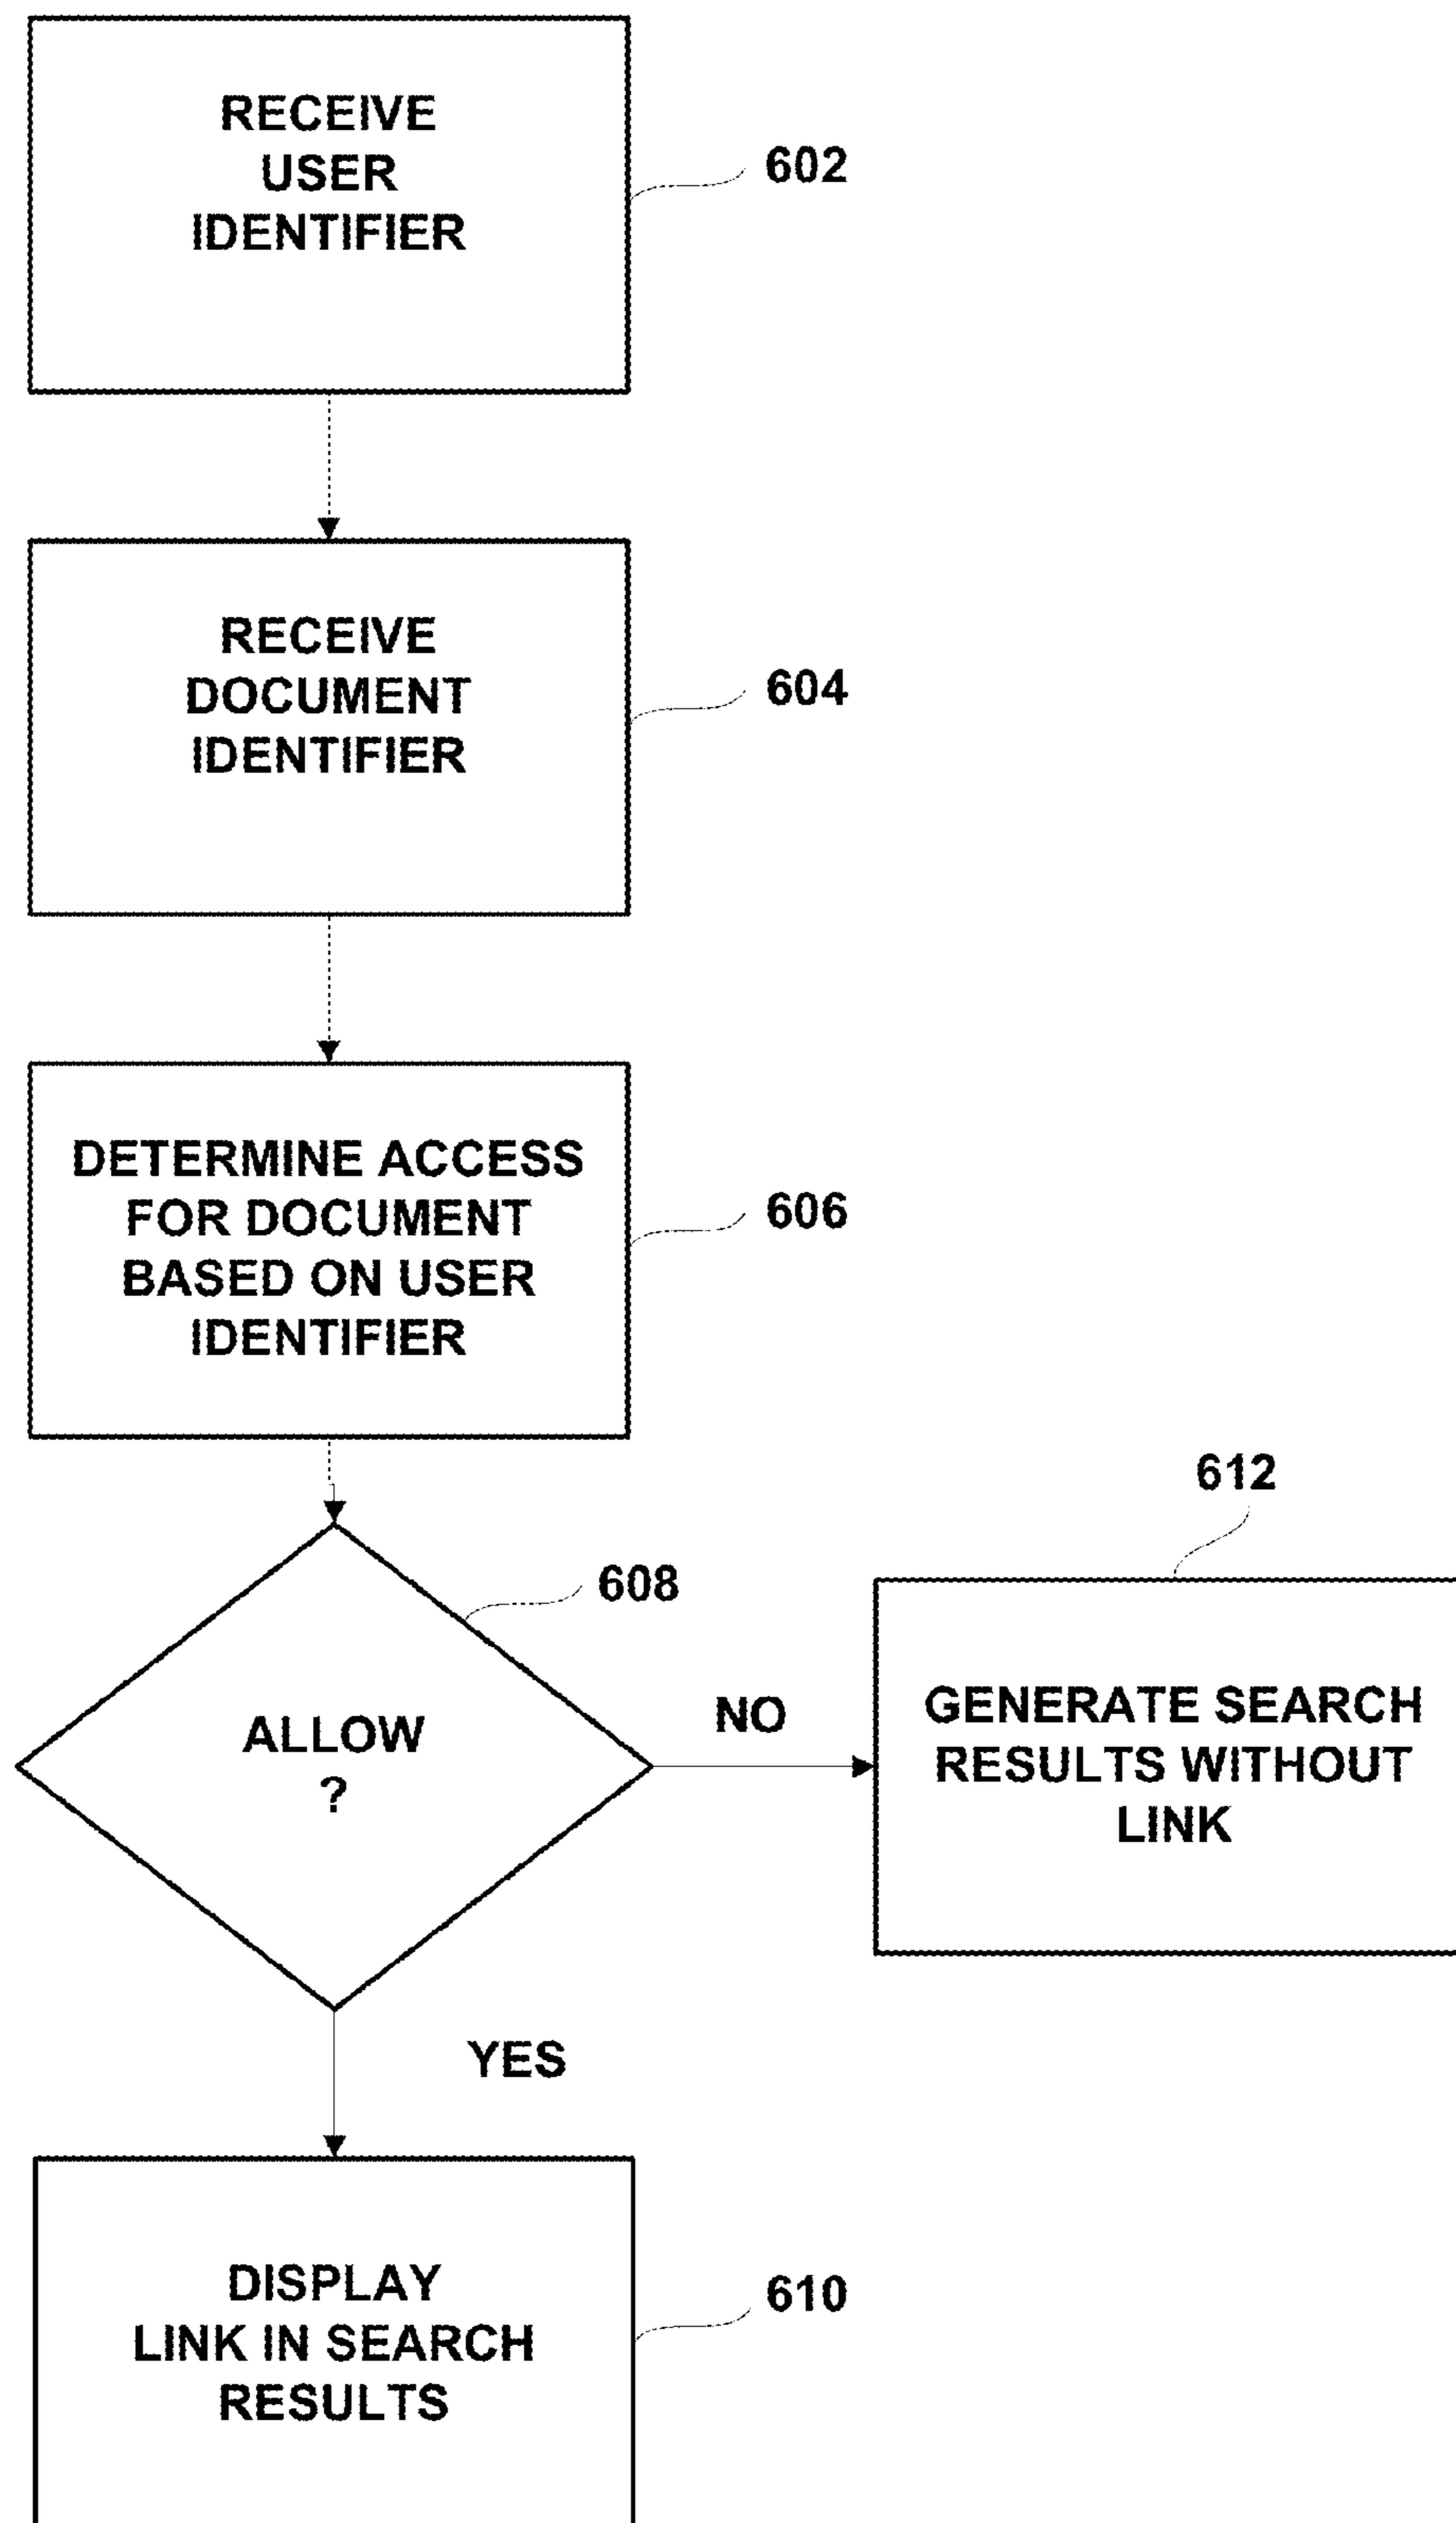 RECEIVE
USER
IDENTIFIER
602
RECEIVE
DOCUMENT
IDENTIFIER
604
DETERMINE ACCESS
FOR DOCUMENT
BASED ON USER
IDENTIFIER
606
ALLOW
?
608
NO
612
GENERATE SEARCH
RESULTS WITHOUT
LINK
YES
DISPLAY
LINK IN SEARCH
RESULTS
610